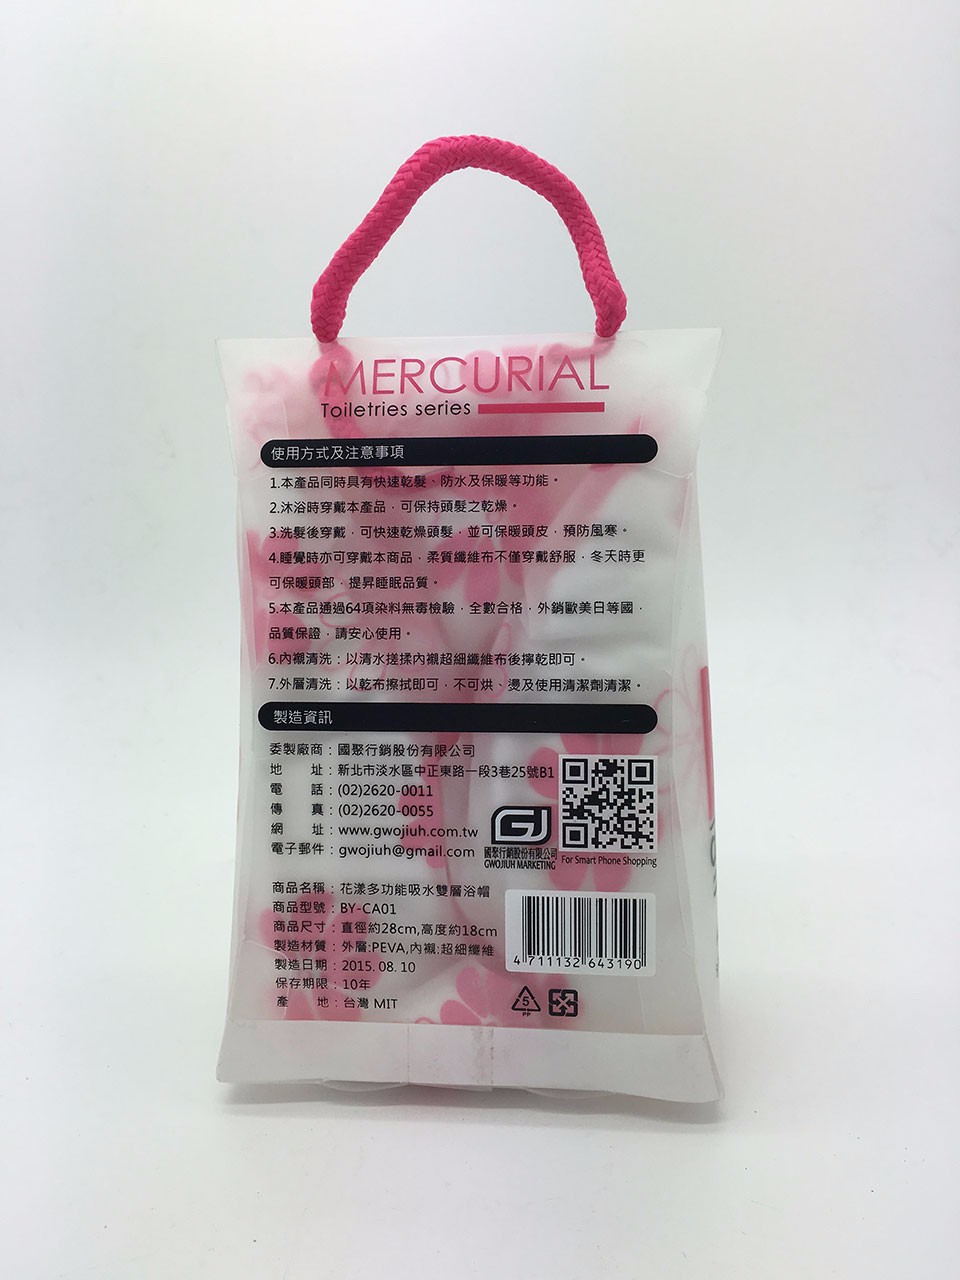 MERCURIAL
Toiletries series
使用方式及注意事項
1.本產品同時具有快速乾髮、防水及保暖等功能。
2.沐浴時穿戴本產品，可保持頭髮之乾燥。
3.洗髮後穿戴，可快速乾燥頭髮，並可保暖頭皮，預防風寒。
4.睡覺時亦可穿戴本商品，柔質纖維布不僅穿戴舒服，冬天時更
可保暖頭部，提昇睡眠品質。
5.本產品通過64項染料無毒檢驗，全數合格，外銷歐美日等國，
品質保證，請安心使用。
6.內襯清洗：以清水搓揉內襯超細纖維布後擰乾即可。
7.外層清洗：以乾布擦拭即可，不可烘、燙及使用清潔劑清潔。
製造資訊
委製廠商：國聚行銷股份有限公司
地　　址：新北市淡水區中正東路一段3巷25號B1
電　　話：(02)2620-0011
傳　　真：(02)2620-0055
網　　址：www.gwojiuh.com.tw
電子郵件：gwojiuh@gmail.com
GJ
國聚行銷股份有限公司
GWOJIUH MARKETING
For Smart Phone Shopping
商品名稱：花漾多功能吸水雙層浴帽
商品型號：BY-CA01
商品尺寸：直徑約28cm,高度約18cm
製造材質：外層:PEVA,內襯:超細纖維
製造日期：2015.08.10
保存期限：10年
產　　地：台灣 MIT
4 711132 643190
5
PP